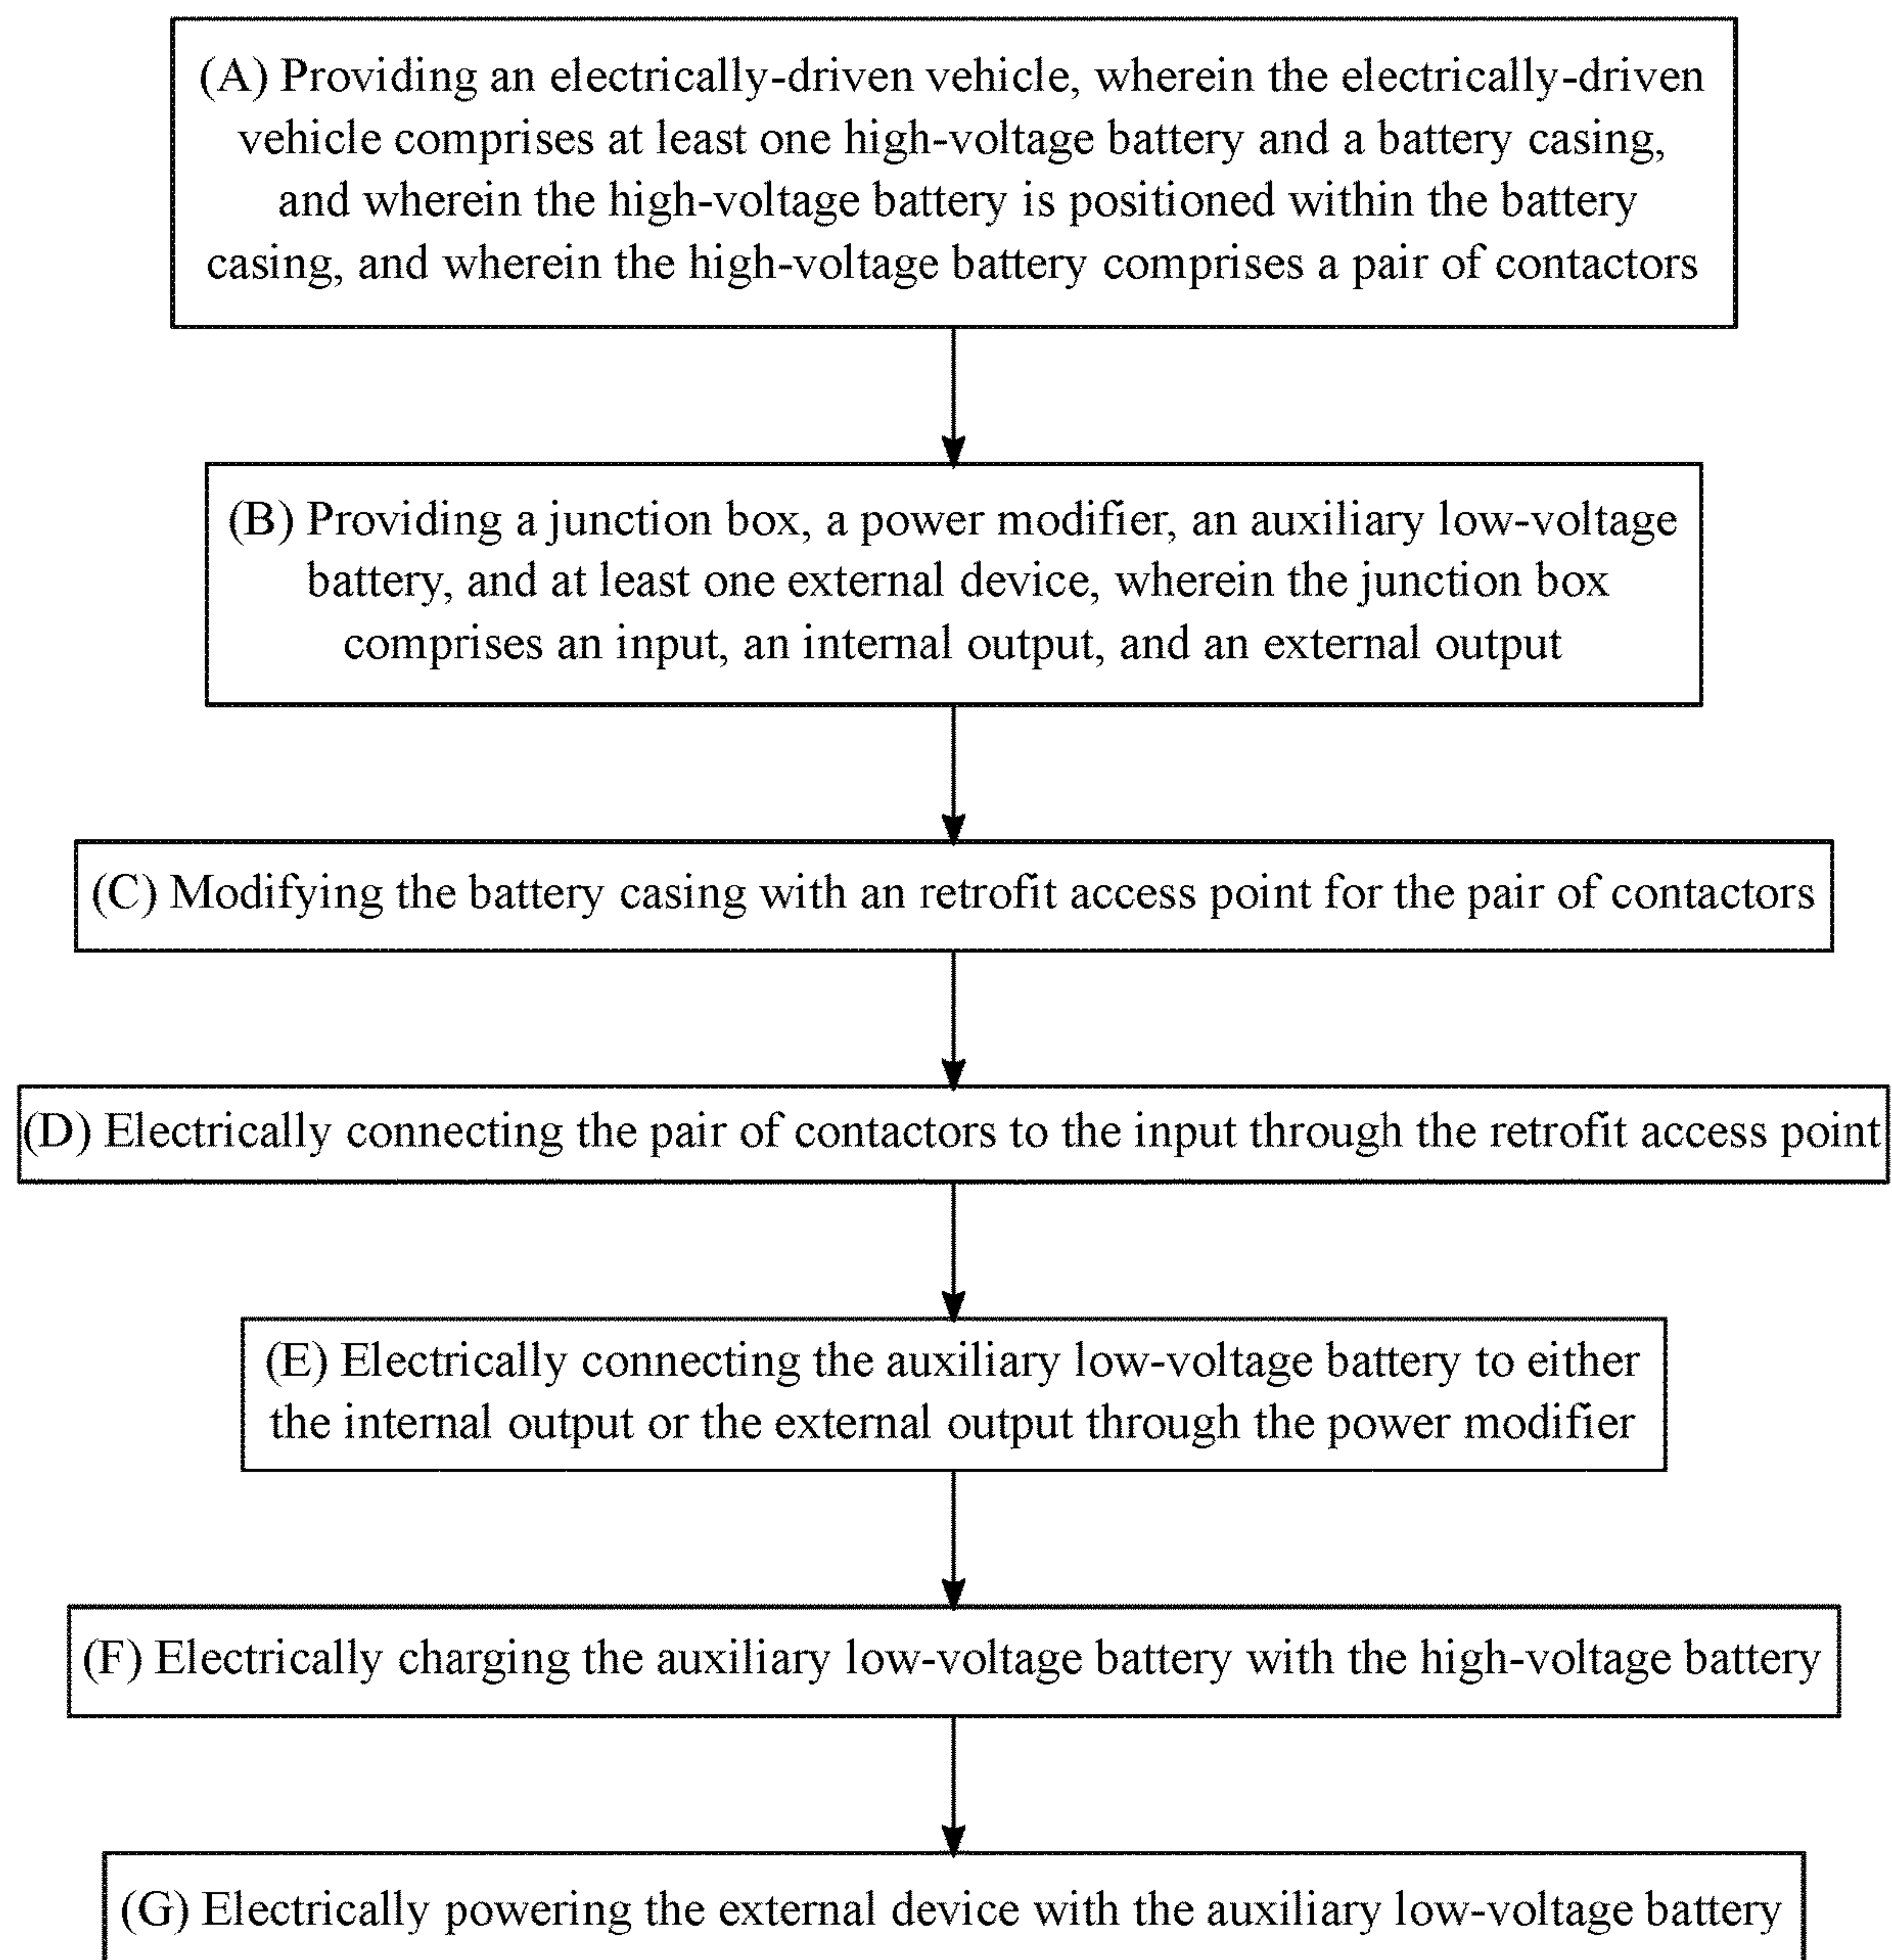 (A) Providing an electrically-driven vehicle, wherein the electrically-driven
vehicle comprises at least one high-voltage battery and a battery casing,
and wherein the high-voltage battery is positioned within the battery
casing, and wherein the high-voltage battery comprises a pair of contactors
(B) Providing a junction box, a power modifier, an auxiliary low-voltage
battery, and at least one external device, wherein the junction box
comprises an input, an internal output, and an external output
(C) Modifying the battery casing with an retrofit access point for the pair of contactors
(D) Electrically connecting the pair of contactors to the input through the retrofit access point
(E) Electrically connecting the auxiliary low-voltage battery to either
the internal output or the external output through the power modifier
(F) Electrically charging the auxiliary low-voltage battery with the high-voltage battery
(G) Electrically powering the external device with the auxiliary low-voltage battery